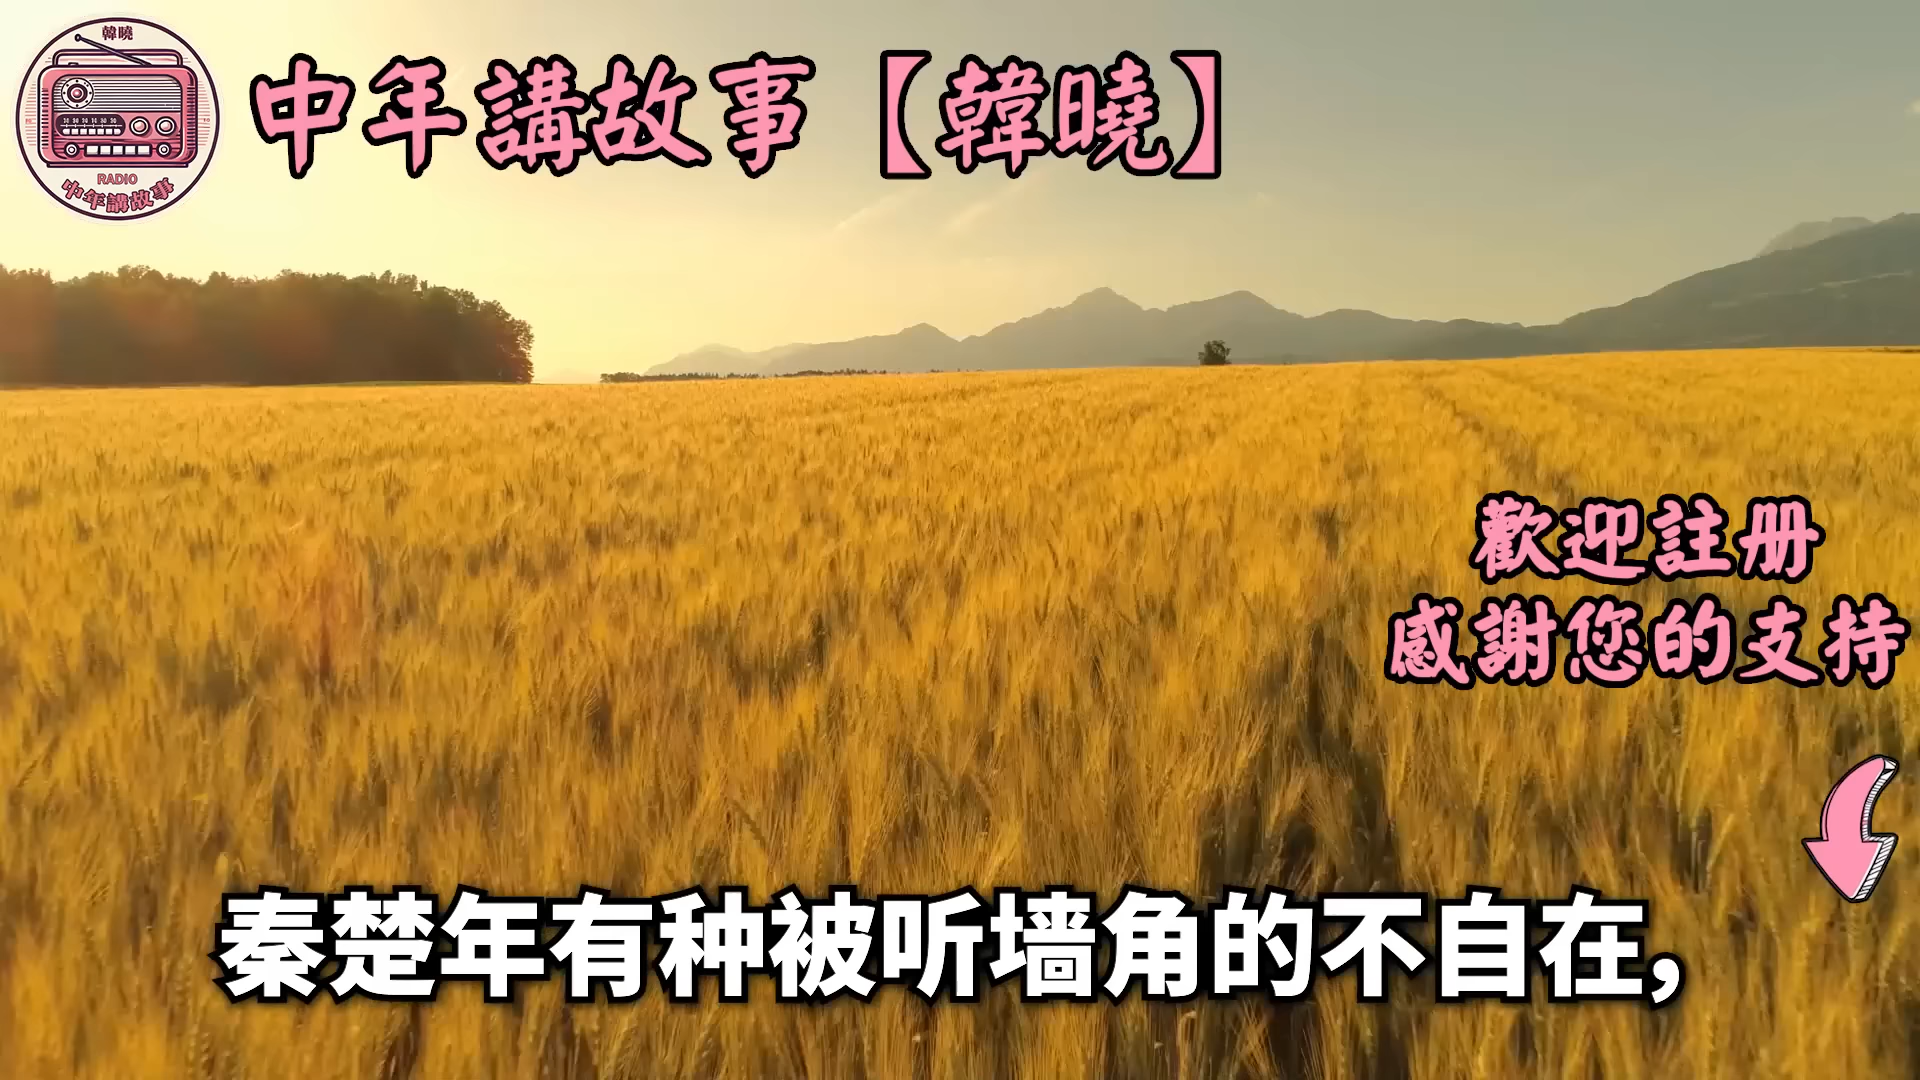 韓曉
RADIO
中年講故事
中年講故事【韓曉】
歡迎註册
感謝您的支持
秦楚年有种被听墙角的不自在,